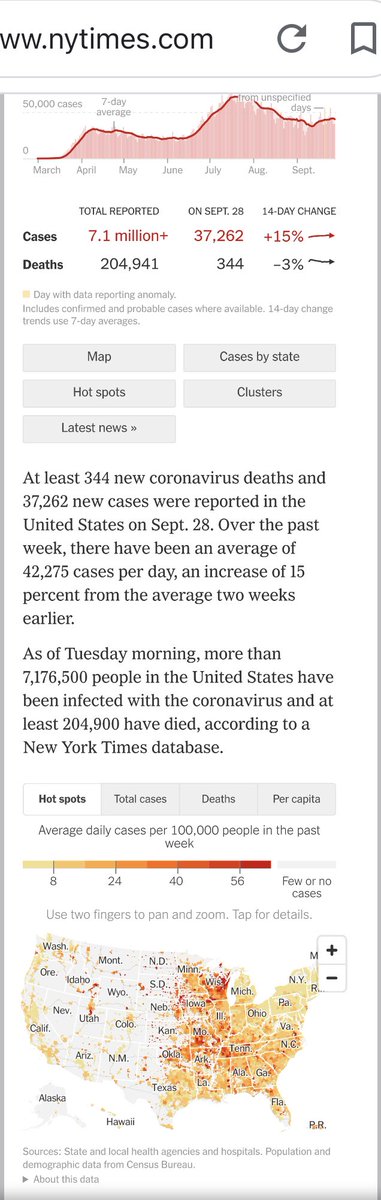 ww.nytimes.com
50,000 cases
7-day
average
from unspecified
days
0
March April May June July Aug. Sept.
TOTAL REPORTED ON SEPT. 28 14-DAY CHANGE
Cases 7.1 million+ 37,262 +15%
Deaths 204,941 344 –3%
Day with data reporting anomaly.
Includes confirmed and probable cases where available. 14-day change
trends use 7-day averages.
Map Cases by state
Hot spots Clusters
Latest news »
At least 344 new coronavirus deaths and
37,262 new cases were reported in the
United States on Sept. 28. Over the past
week, there have been an average of
42,275 cases per day, an increase of 15
percent from the average two weeks
earlier.
As of Tuesday morning, more than
7,176,500 people in the United States have
been infected with the coronavirus and at
least 204,900 have died, according to a
New York Times database.
Hot spots Total cases Deaths Per capita
Average daily cases per 100,000 people in the past
week
8 24 40 56 Few or no
cases
Use two fingers to pan and zoom. Tap for details.
+
−
Wash. Mont. N.D. Minn. M
Ore. Idaho S.D. Wis. Mich. N.Y. R.
Wyo. Neb. Iowa Pa.
Nev. Utah Ill. Ohio
Calif. Colo. Kan. Mo. Va.
Ariz. N.M. Okla. Ark. Tenn. N.C.
Texas La. Ala. Ga.
Alaska Fla.
Hawaii P.R.
Sources: State and local health agencies and hospitals. Population and
demographic data from Census Bureau.
▶ About this data